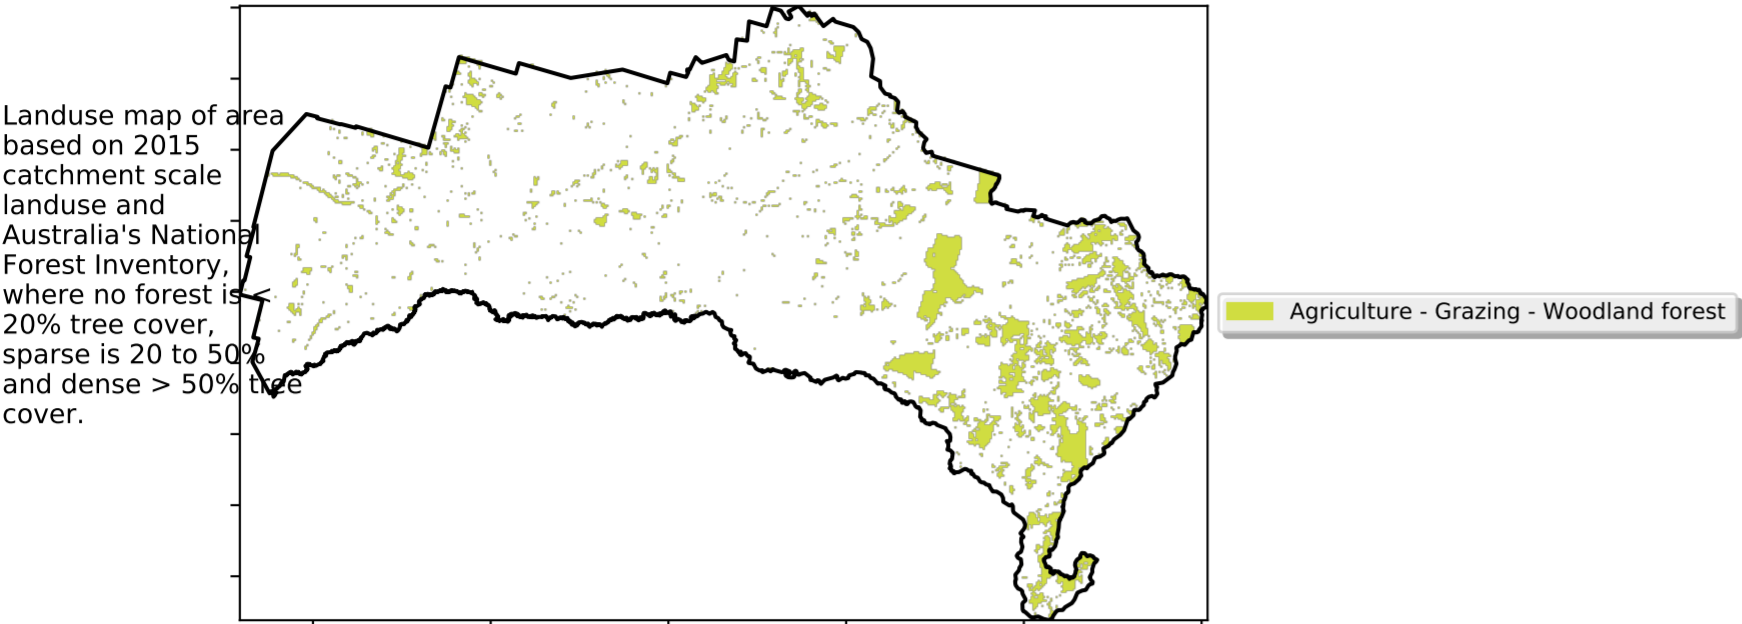 Landuse map of area
based on 2015
catchment scale
landuse and
Australia's National
Forest Inventory,
where no forest is <
20% tree cover,
sparse is 20 to 50%
and dense > 50% tree
cover.
Agriculture - Grazing - Woodland forest